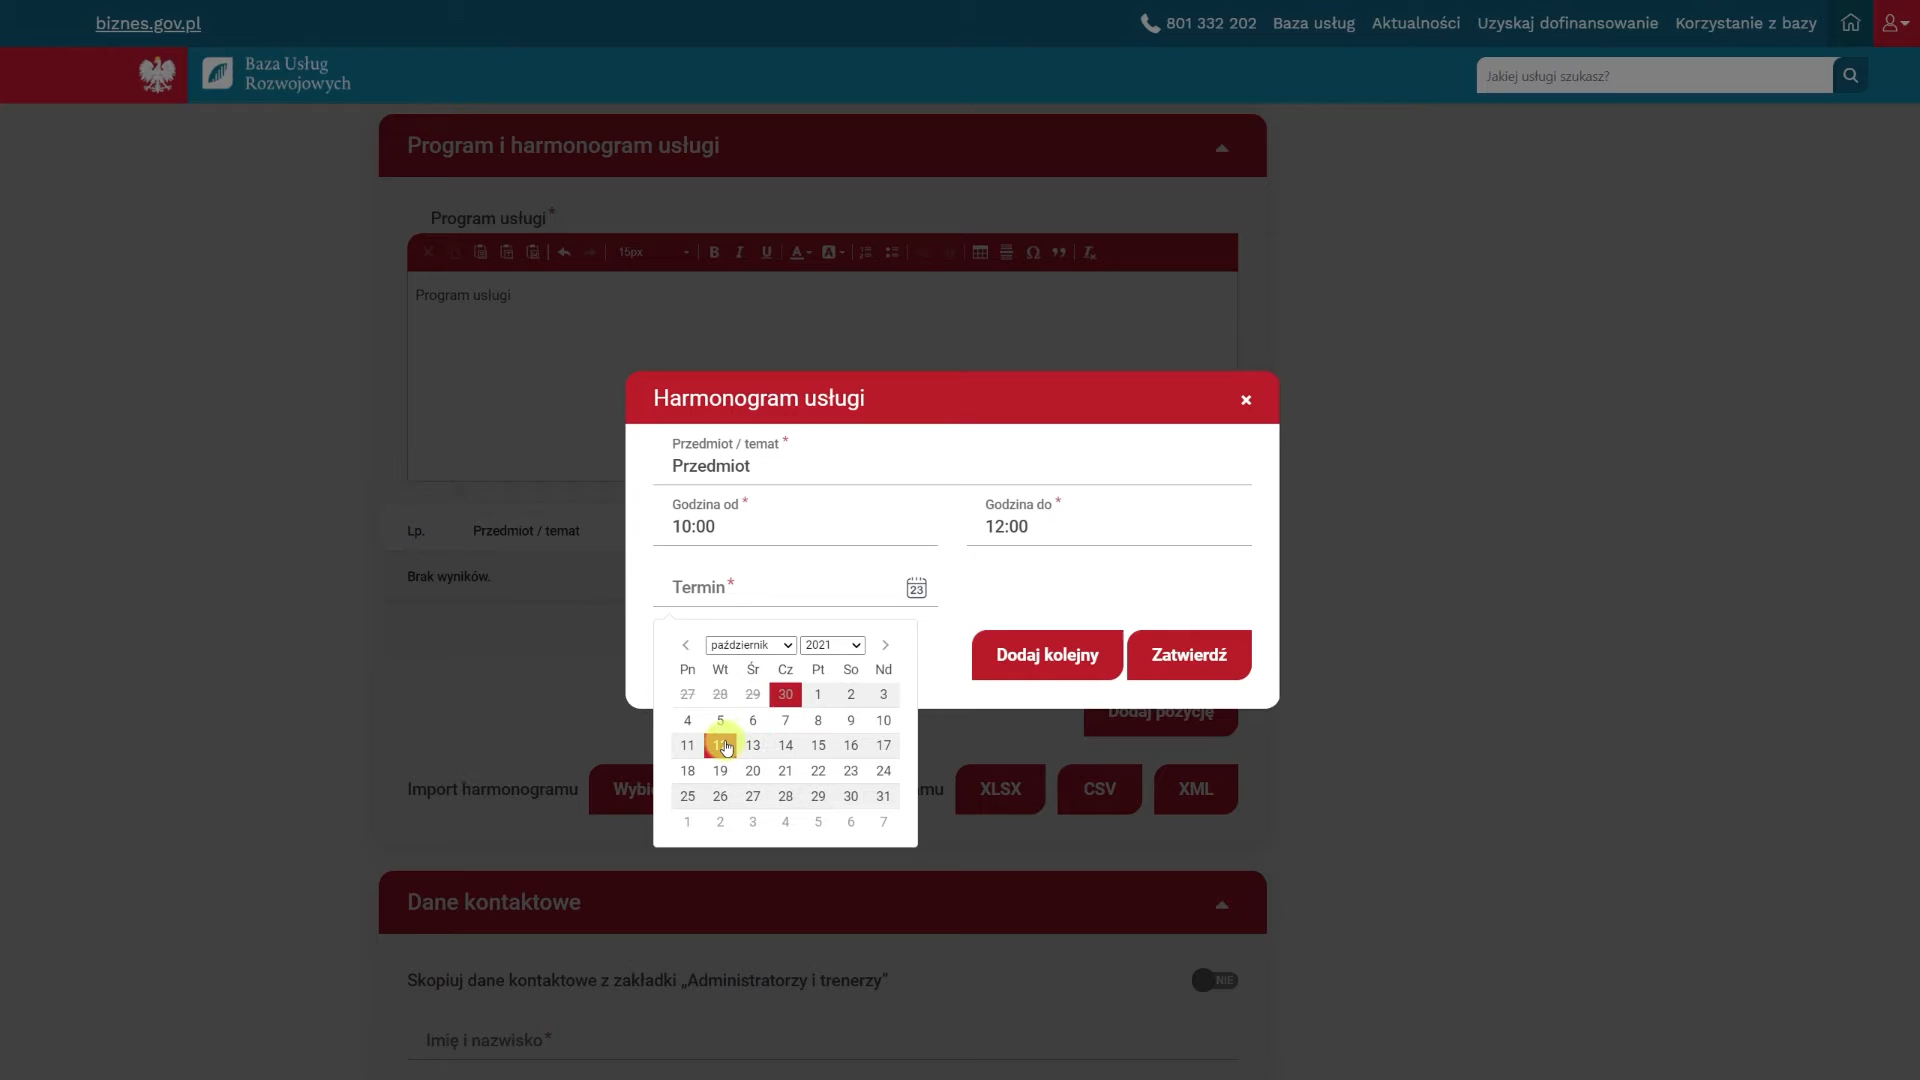 biznes.gov.pl
801 332 202 Baza usług Aktualności Uzyskaj dofinansowanie Korzystanie z bazy
Baza Usług
Rozwojowych
Jakiej usługi szukasz?
Program i harmonogram usługi
Program usługi*
15px
Program usługi
Harmonogram usługi
Przedmiot / temat *
Przedmiot
Godzina od * Godzina do *
10:00 12:00
Lp. Przedmiot / temat
Brak wyników.
Termin* 23
październik 2021
Pn Wt Śr Cz Pt So Nd
27 28 29 30 1 2 3
4 5 6 7 8 9 10
11 13 14 15 16 17
18 19 20 21 22 23 24
25 26 27 28 29 30 31
1 2 3 4 5 6 7
Dodaj kolejny Zatwierdź
Dodaj pozycję
Import harmonogramu XLSX CSV XML
Dane kontaktowe
Skopiuj dane kontaktowe z zakładki „Administratorzy i trenerzy” NIE
Imię i nazwisko*